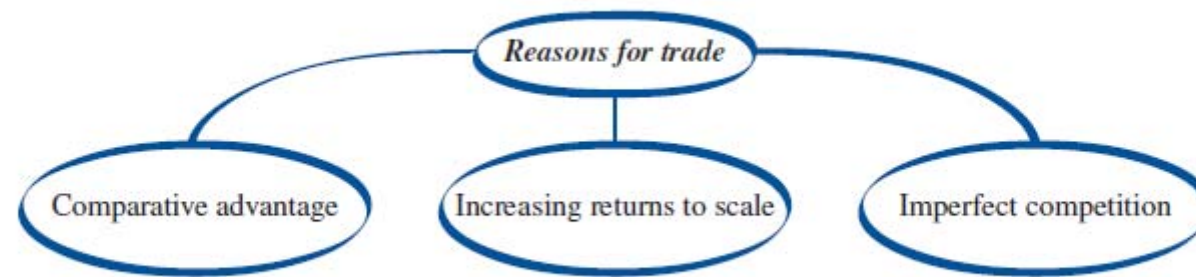 Reasons for trade
Comparative advantage
Increasing returns to scale
Imperfect competition